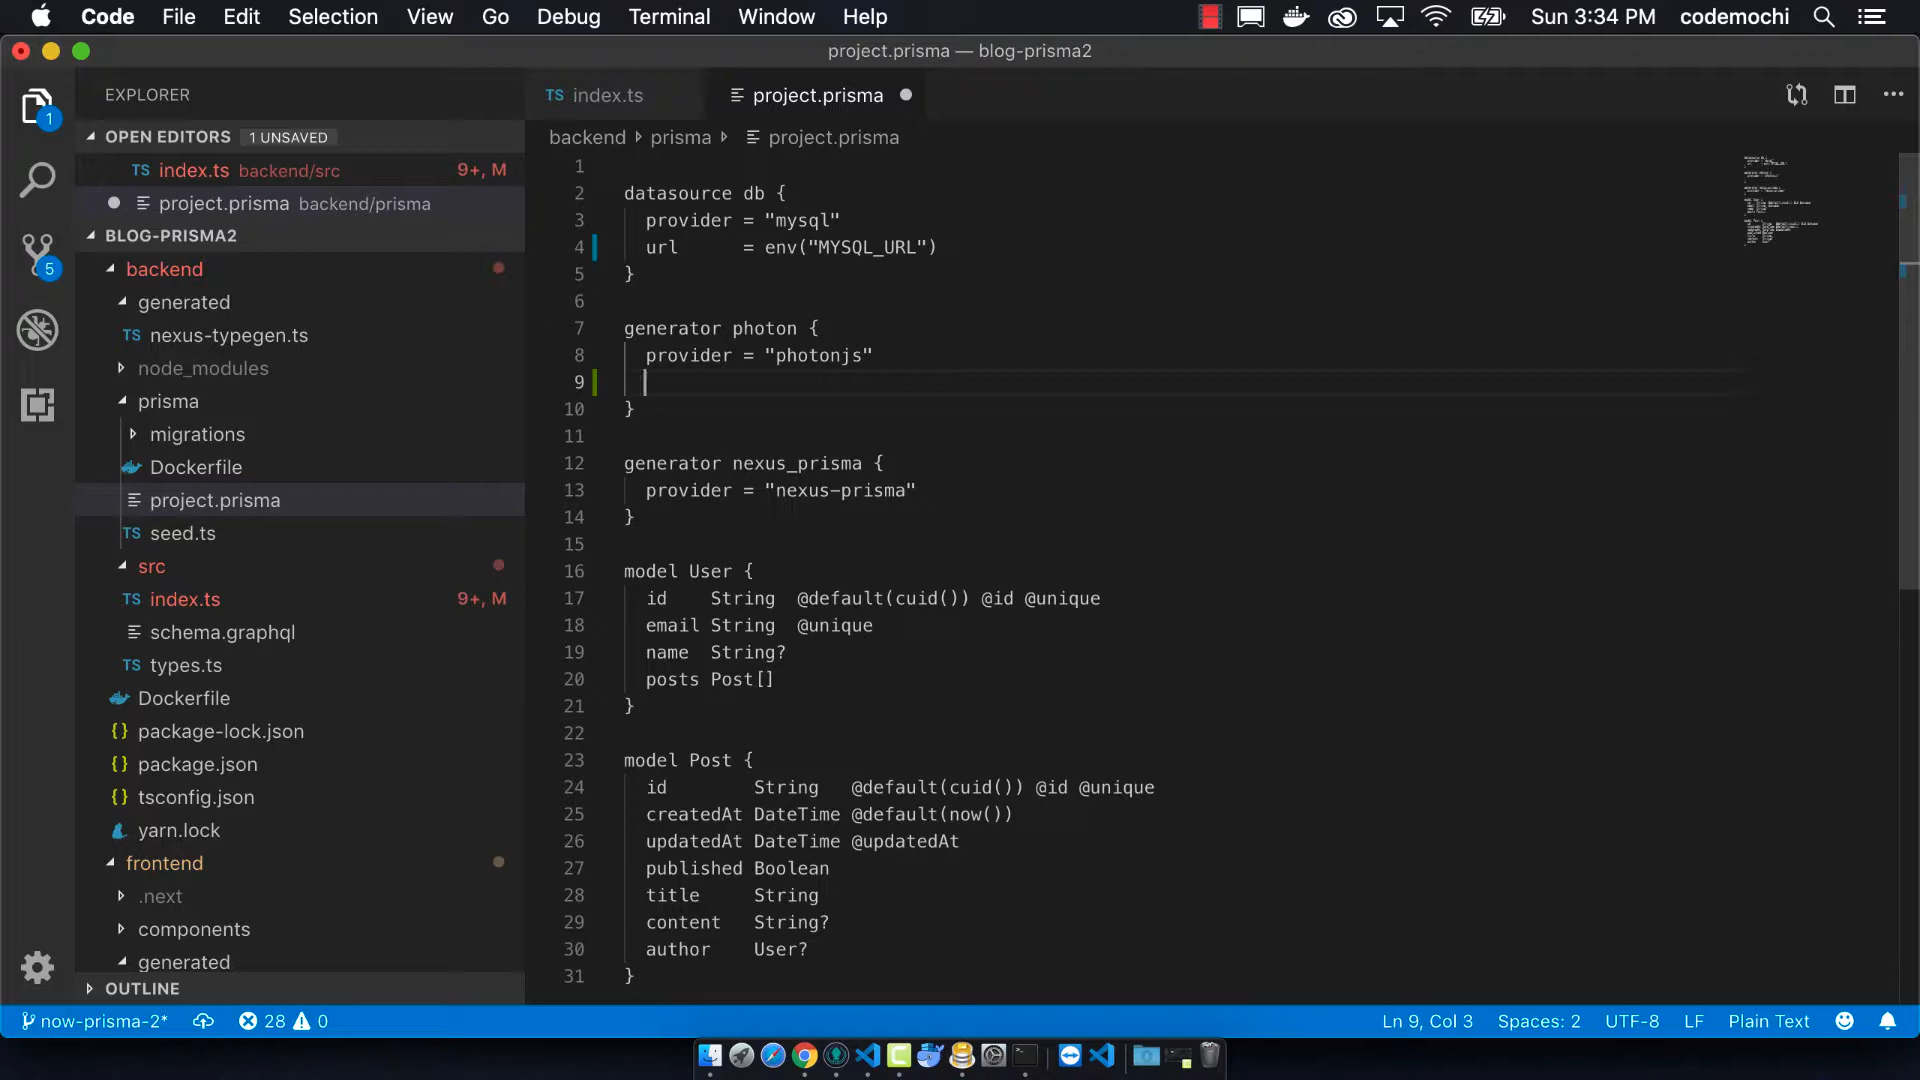 Code File Edit Selection View Go Debug Terminal Window Help
Sun 3:34 PM codemochi
project.prisma — blog-prisma2
EXPLORER
OPEN EDITORS 1 UNSAVED
TS index.ts backend/src 9+, M
project.prisma backend/prisma
BLOG-PRISMA2
backend
generated
TS nexus-typegen.ts
node_modules
prisma
migrations
Dockerfile
project.prisma
TS seed.ts
src
TS index.ts 9+, M
schema.graphql
TS types.ts
Dockerfile
{} package-lock.json
{} package.json
{} tsconfig.json
yarn.lock
frontend
.next
components
generated
OUTLINE
1
5
TS index.ts
project.prisma
backend prisma project.prisma
1
2 datasource db {
3 provider = "mysql"
4 url = env("MYSQL_URL")
5 }
6
7 generator photon {
8 provider = "photonjs"
9
10 }
11
12 generator nexus_prisma {
13 provider = "nexus-prisma"
14 }
15
16 model User {
17 id String @default(cuid()) @id @unique
18 email String @unique
19 name String?
20 posts Post[]
21 }
22
23 model Post {
24 id String @default(cuid()) @id @unique
25 createdAt DateTime @default(now())
26 updatedAt DateTime @updatedAt
27 published Boolean
28 title String
29 content String?
30 author User?
31 }
now-prisma-2* 28 0
Ln 9, Col 3 Spaces: 2 UTF-8 LF Plain Text